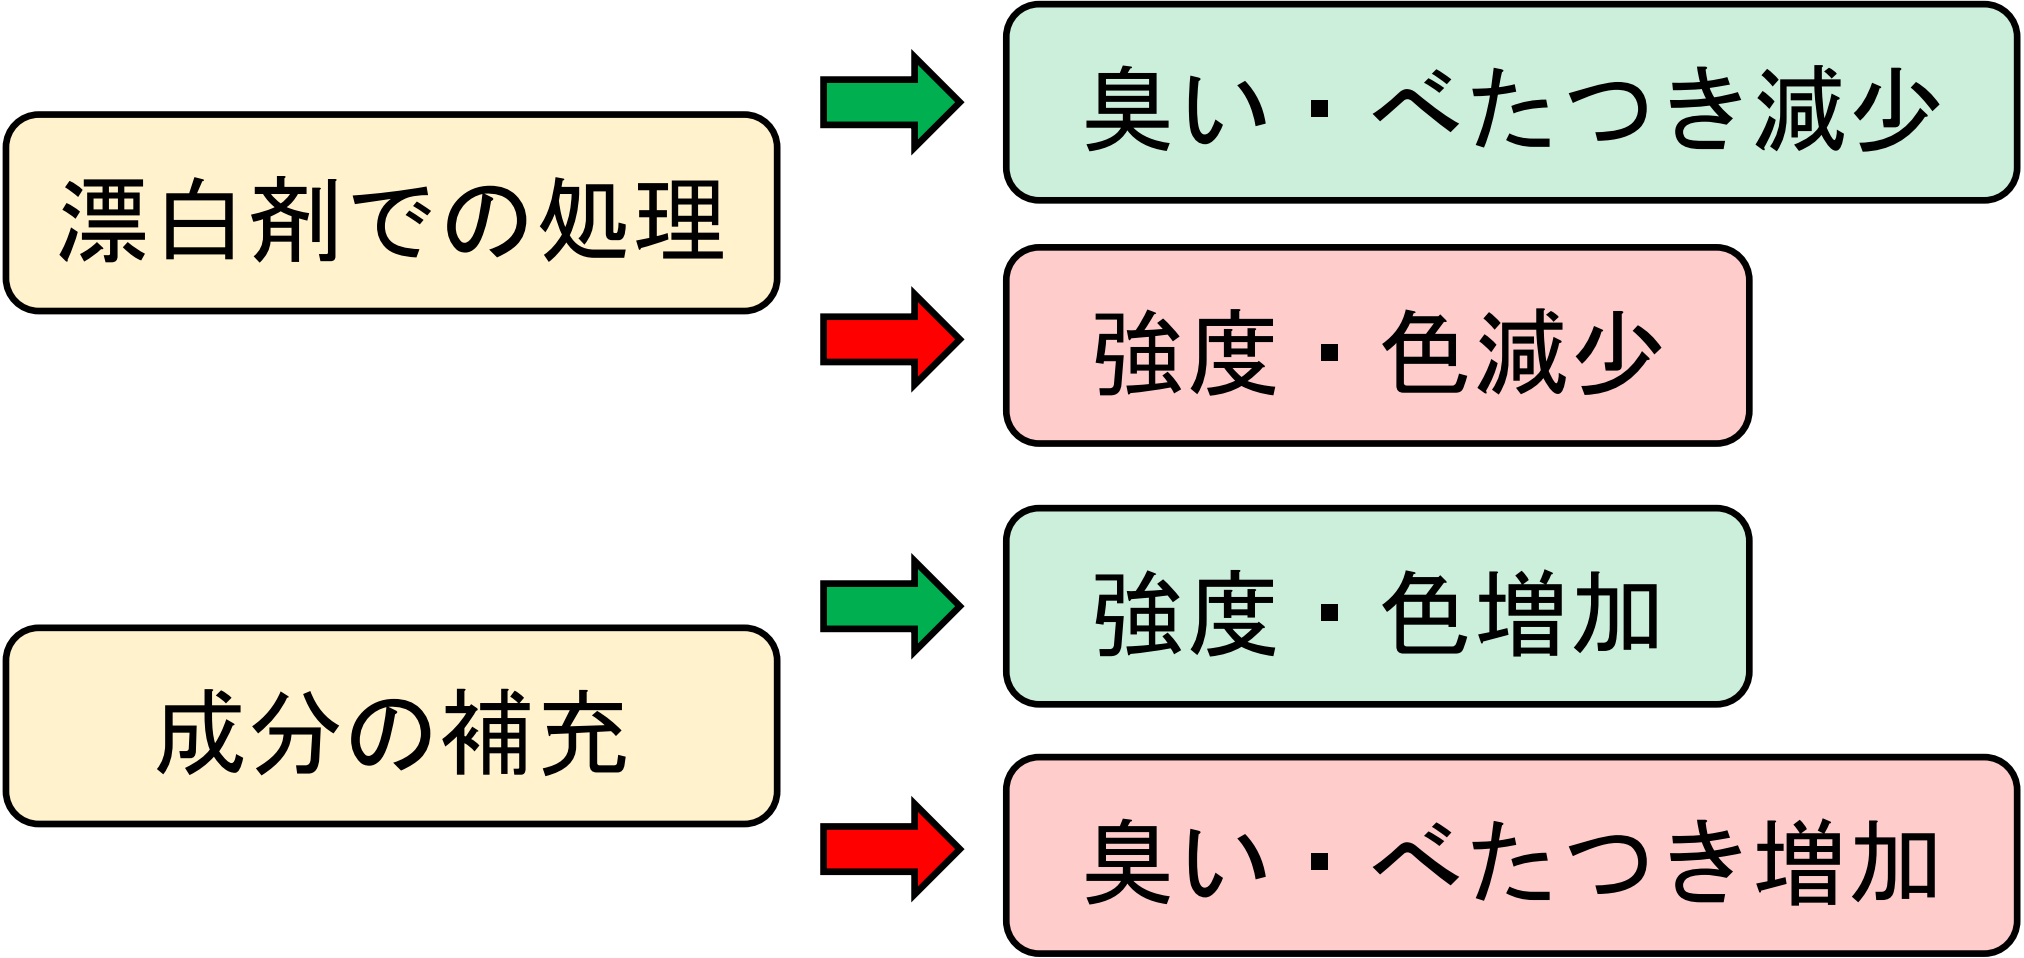 漂白剤での処理
臭い・べたつき減少
強度・色減少
成分の補充
強度・色増加
臭い・べたつき増加